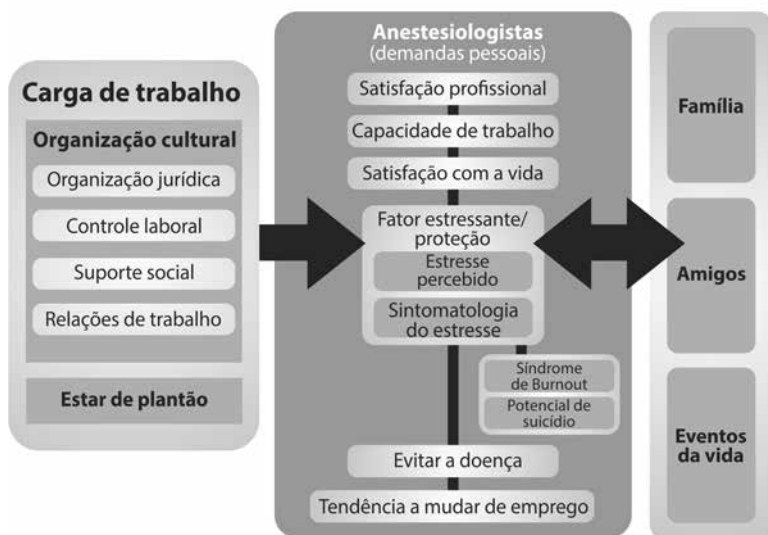 Carga de trabalho
Organização cultural
Organização jurídica
Controle laboral
Suporte social
Relações de trabalho
Estar de plantão
Anestesiologistas
(demandas pessoais)
Satisfação profissional
Capacidade de trabalho
Satisfação com a vida
Fator estressante/
proteção
Estresse
percebido
Sintomatologia
do estresse
Síndrome
de Burnout
Potencial de
suicídio
Evitar a doença
Tendência a mudar de emprego
Família
Amigos
Eventos
da vida